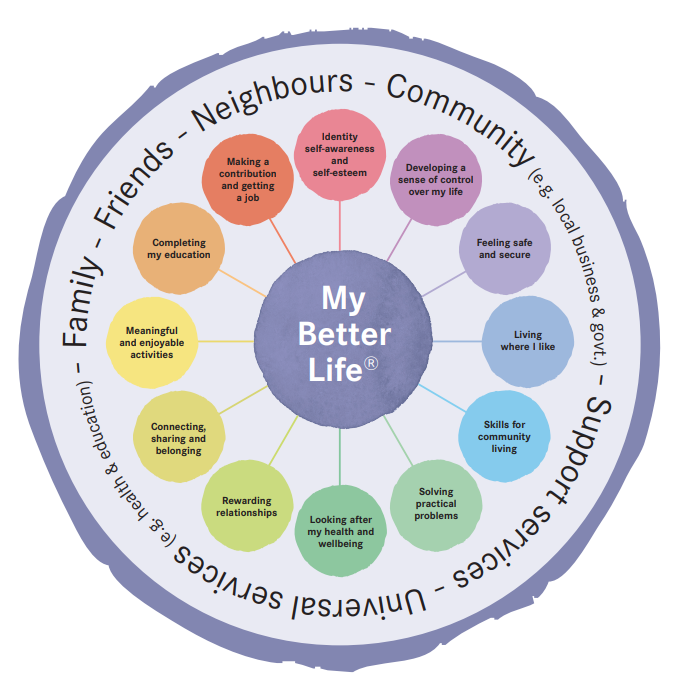 My
Better
Life®
Identity
self-awareness
and
self-esteem
Developing a
sense of control
over my life
Feeling safe
and secure
Living
where I like
Skills for
community
living
Solving
practical
problems
Looking after
my health and
wellbeing
Rewarding
relationships
Connecting,
sharing and
belonging
Meaningful
and enjoyable
activities
Completing
my education
Making a
contribution
and getting
a job
– Family – Friends – Neighbours – Community (e.g. local business & govt.) – Support services – Universal services (e.g. health & education)